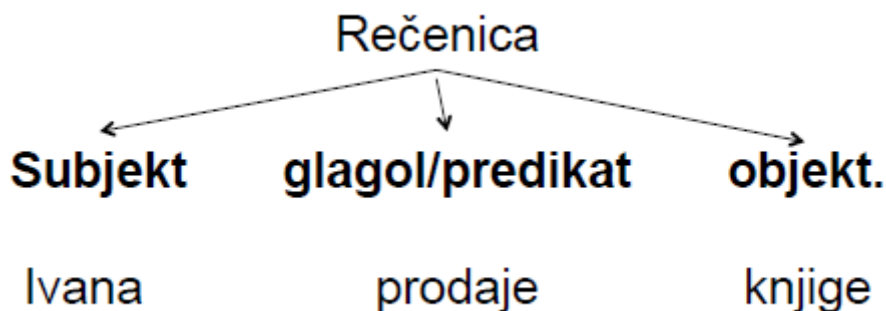 Rečenica
Subjekt glagol/predikat objekt.
Ivana prodaje knjige